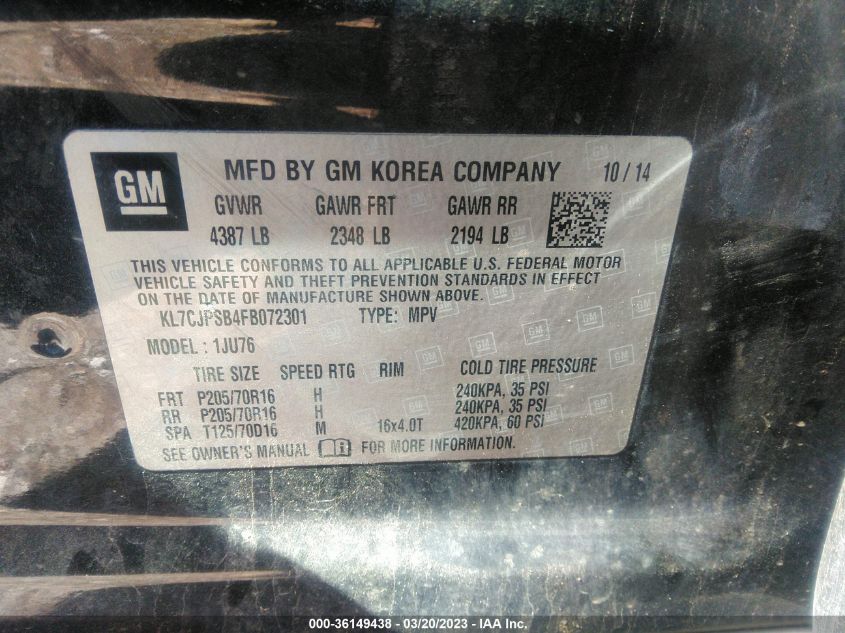 GM MFD BY GM KOREA COMPANY 10/14
GVWR GAWR FRT GAWR RR
4387 LB 2348 LB 2194 LB
THIS VEHICLE CONFORMS TO ALL APPLICABLE U.S. FEDERAL MOTOR
VEHICLE SAFETY AND THEFT PREVENTION STANDARDS IN EFFECT
ON THE DATE OF MANUFACTURE SHOWN ABOVE.
KL7CJPSB4FB072301 TYPE: MPV
MODEL : 1JU76
TIRE SIZE SPEED RTG RIM COLD TIRE PRESSURE
FRT P205/70R16 H 240KPA, 35 PSI
RR P205/70R16 H 240KPA, 35 PSI
SPA T125/70D16 M 16x4.0T 420KPA, 60 PSI
SEE OWNER'S MANUAL FOR MORE INFORMATION.
000-36149438 - 03/20/2023 - IAA Inc.